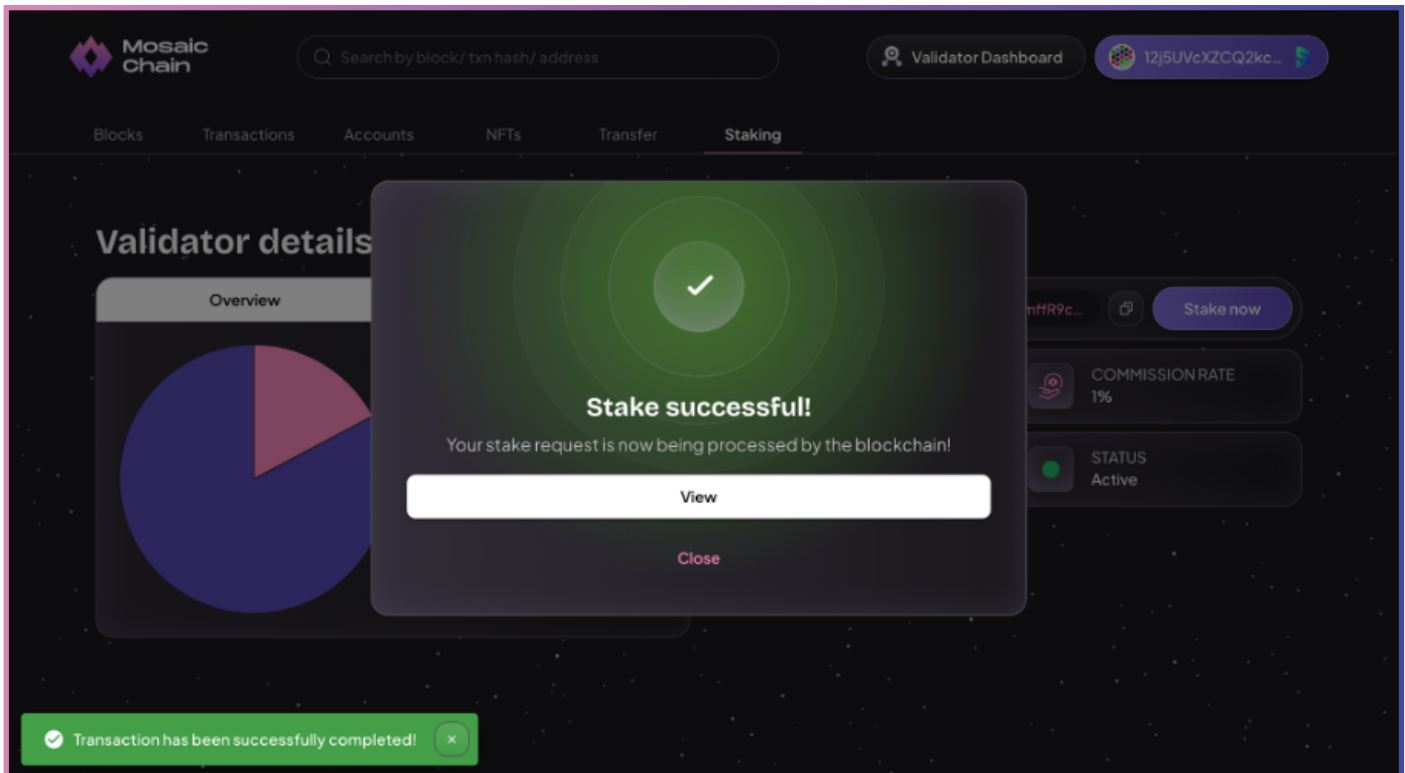 Mosaic
Chain
Search by block/ txn hash/ address
Validator Dashboard
12j5UVcXZCQ2kc...
Blocks Transactions Accounts NFTs Transfer Staking
Validator details
Overview
mffR9c...
Stake now
COMMISSION RATE
1%
STATUS
Active
Stake successful!
Your stake request is now being processed by the blockchain!
View
Close
Transaction has been successfully completed!